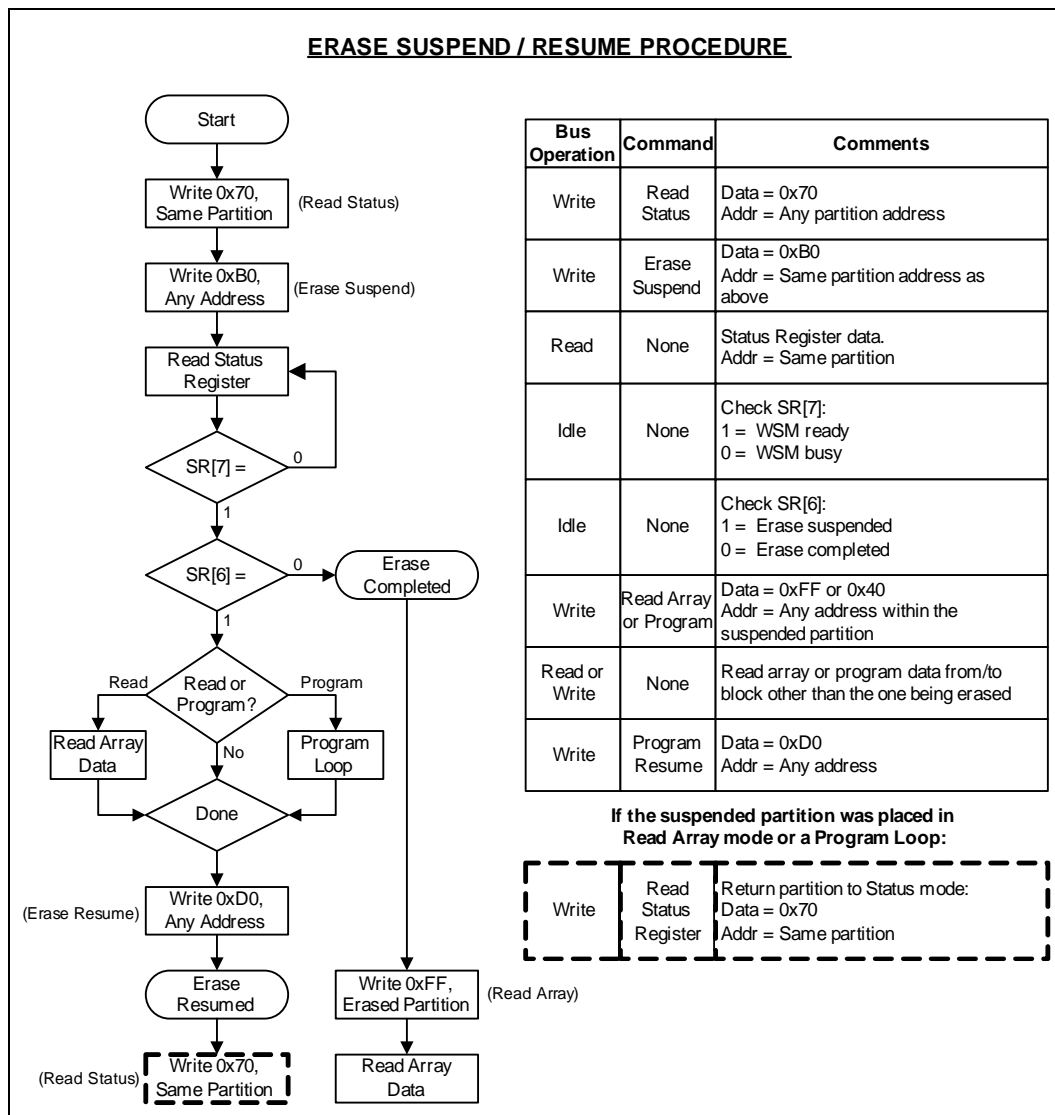 ERASE SUSPEND / RESUME PROCEDURE
Start
Write 0x70,
Same Partition
(Read Status)
Write 0xB0,
Any Address
(Erase Suspend)
Read Status
Register
SR[7] =
0
1
SR[6] =
0
Erase
Completed
1
Read
Read or
Program?
Program
Read Array
Data
No
Program
Loop
Done
(Erase Resume)
Write 0xD0,
Any Address
Erase
Resumed
Write 0xFF,
Erased Partition
(Read Array)
(Read Status)
Write 0x70,
Same Partition
Read Array
Data
Bus
Operation
Command
Comments
Write
Read
Status
Data = 0x70
Addr = Any partition address
Write
Erase
Suspend
Data = 0xB0
Addr = Same partition address as
above
Read
None
Status Register data.
Addr = Same partition
Idle
None
Check SR[7]:
1 = WSM ready
0 = WSM busy
Idle
None
Check SR[6]:
1 = Erase suspended
0 = Erase completed
Write
Read Array
or Program
Data = 0xFF or 0x40
Addr = Any address within the
suspended partition
Read or
Write
None
Read array or program data from/to
block other than the one being erased
Write
Program
Resume
Data = 0xD0
Addr = Any address
If the suspended partition was placed in
Read Array mode or a Program Loop:
Write
Read
Status
Register
Return partition to Status mode:
Data = 0x70
Addr = Same partition